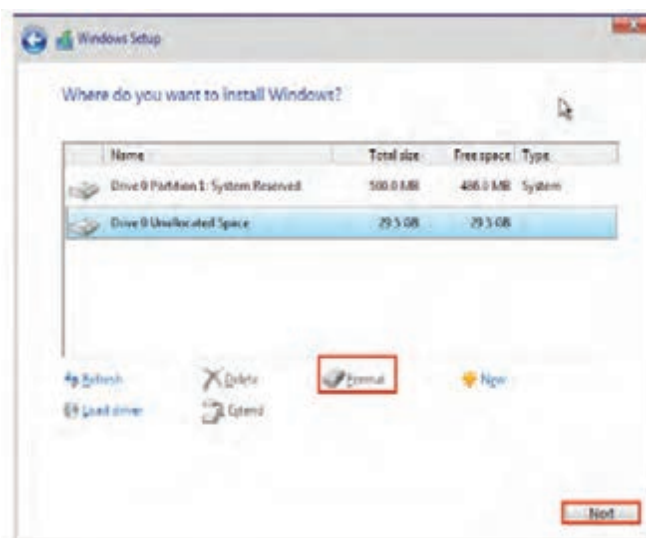 Windows Setup
Where do you want to install Windows?
Name Total size Free space Type
Drive 0 Partition 1: System Reserved 500.0 MB 486.0 MB System
Drive 0 Unallocated Space 29.5 GB 29.5 GB
Refresh Delete Format New
Load driver Extend
Next